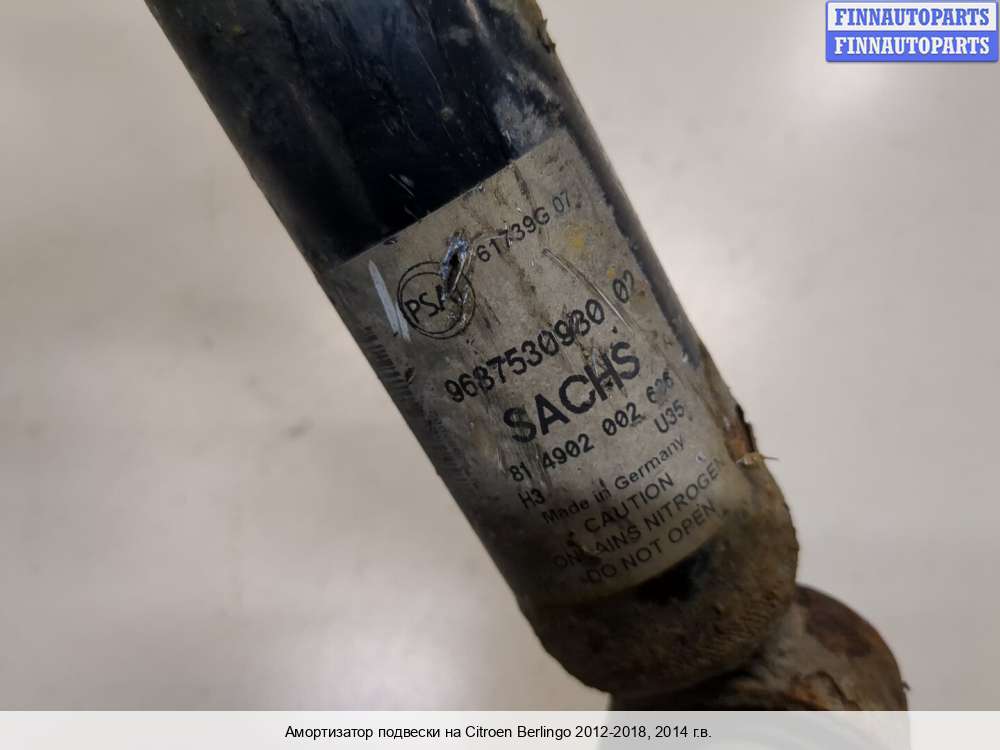 FINNAUTOPARTS
FINNAUTOPARTS
61739G 07
PSA
9687530980 02
SACHS
81 4902 002 636
H3 U35
Made in Germany
CAUTION
CONTAINS NITROGEN
DO NOT OPEN
Амортизатор подвески на Citroen Berlingo 2012-2018, 2014 г.в.